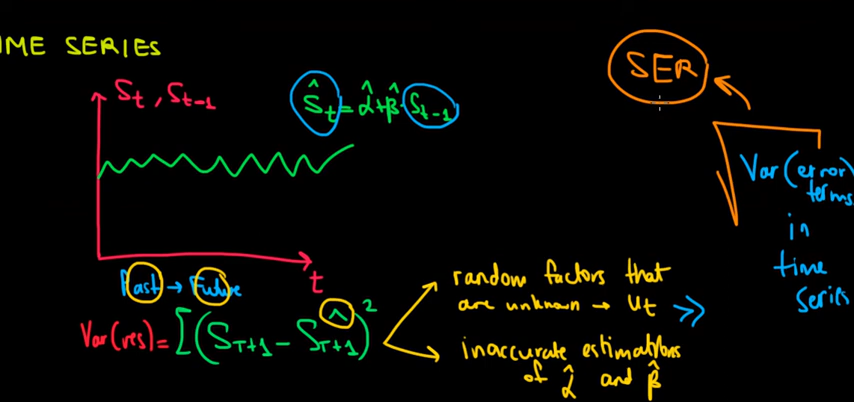 IME SERIES
SER
St, St-1
Ŝt = α̂ + β̂ · St-1
Var(error terms
in
time
series
t
Past → Future
random factors that
are unknown → ut
Var(res) = [(ST+1 - ŜT+1)²
inaccurate estimations
of α̂ and β̂